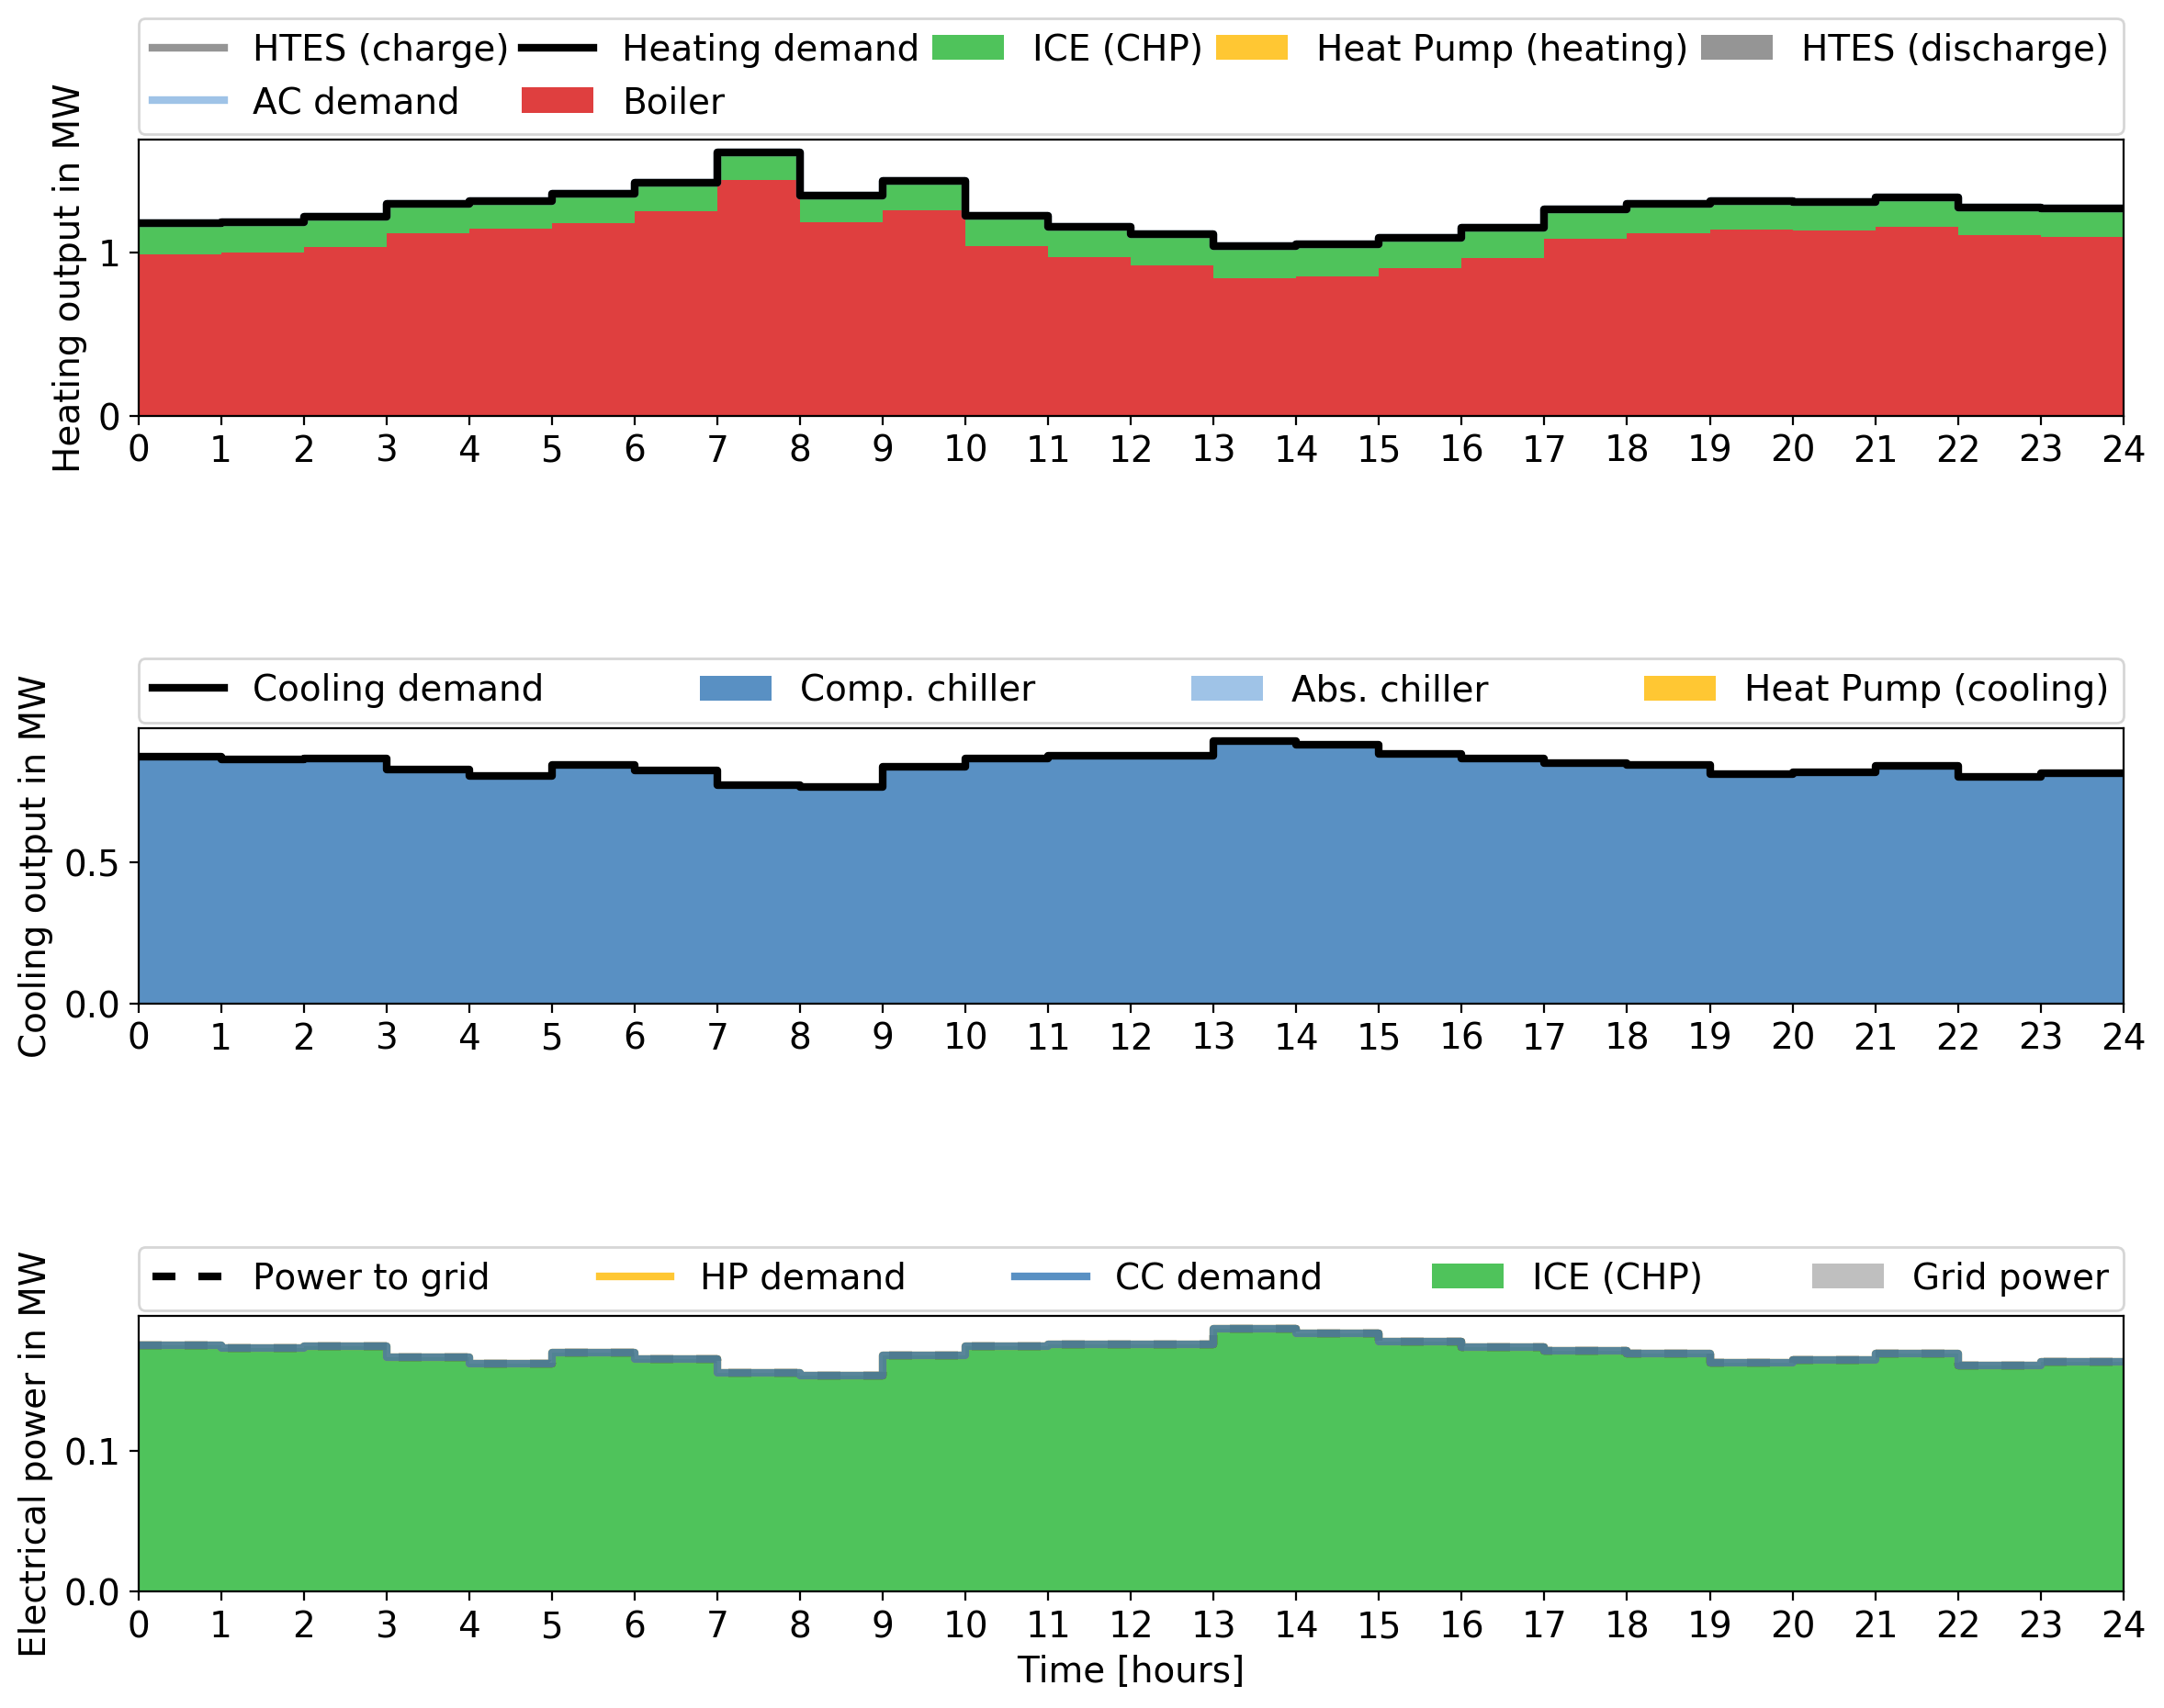 HTES (charge) Heating demand ICE (CHP) Heat Pump (heating) HTES (discharge)
AC demand Boiler
Heating output in MW
1
0
0 1 2 3 4 5 6 7 8 9 10 11 12 13 14 15 16 17 18 19 20 21 22 23 24
Cooling demand Comp. chiller Abs. chiller Heat Pump (cooling)
Cooling output in MW
0.5
0.0
0 1 2 3 4 5 6 7 8 9 10 11 12 13 14 15 16 17 18 19 20 21 22 23 24
Power to grid HP demand CC demand ICE (CHP) Grid power
Electrical power in MW
0.1
0.0
0 1 2 3 4 5 6 7 8 9 10 11 12 13 14 15 16 17 18 19 20 21 22 23 24
Time [hours]